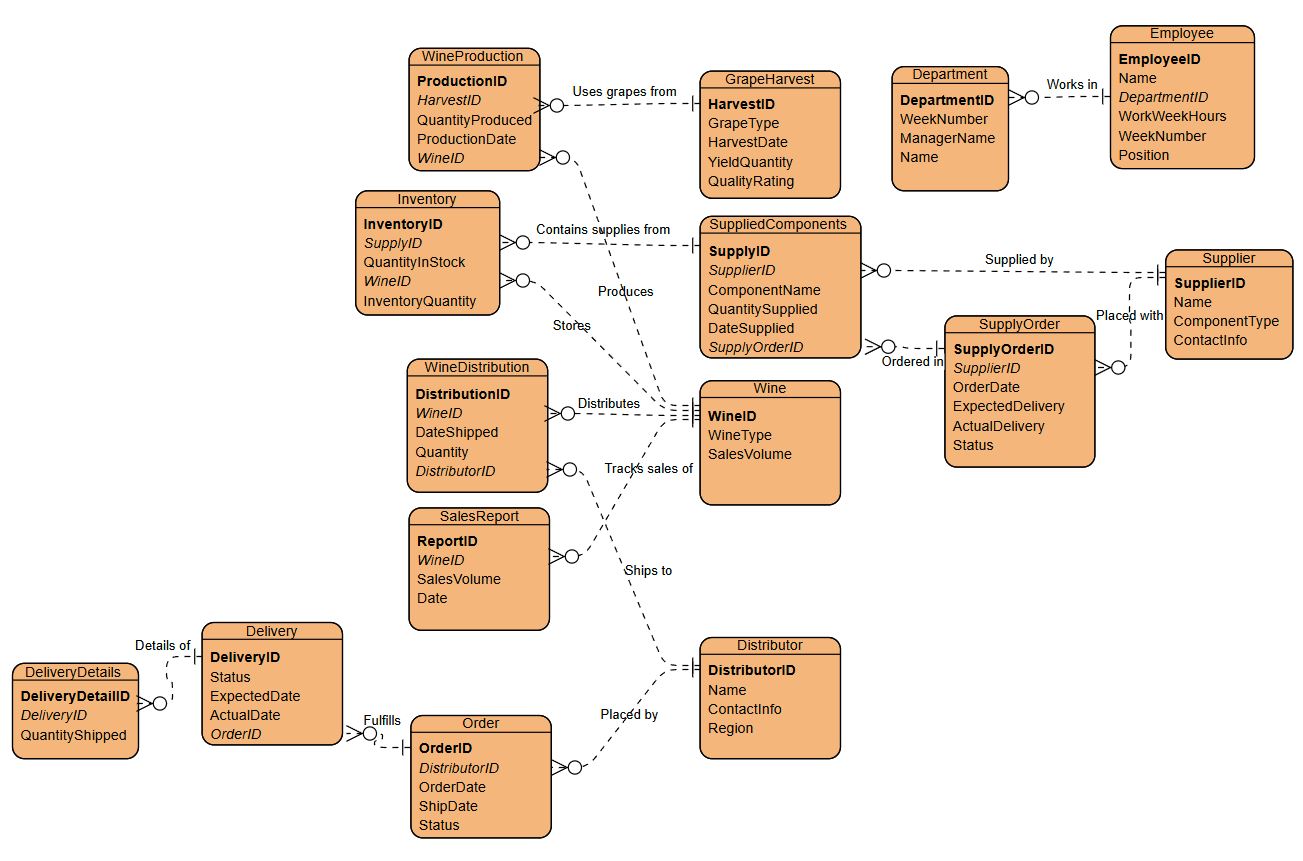 WineProduction
ProductionID
HarvestID
QuantityProduced
ProductionDate
WineID
Uses grapes from
GrapeHarvest
HarvestID
GrapeType
HarvestDate
YieldQuantity
QualityRating
Department
DepartmentID
WeekNumber
ManagerName
Name
Works in
Employee
EmployeeID
Name
DepartmentID
WorkWeekHours
WeekNumber
Position
Inventory
InventoryID
SupplyID
QuantityInStock
WineID
InventoryQuantity
Contains supplies from
Produces
Stores
SuppliedComponents
SupplyID
SupplierID
ComponentName
QuantitySupplied
DateSupplied
SupplyOrderID
Supplied by
Supplier
SupplierID
Name
ComponentType
ContactInfo
Placed with
Ordered in
SupplyOrder
SupplyOrderID
SupplierID
OrderDate
ExpectedDelivery
ActualDelivery
Status
WineDistribution
DistributionID
WineID
DateShipped
Quantity
DistributorID
Distributes
Wine
WineID
WineType
SalesVolume
Tracks sales of
SalesReport
ReportID
WineID
SalesVolume
Date
Ships to
Details of
Delivery
DeliveryID
Status
ExpectedDate
ActualDate
OrderID
DeliveryDetails
DeliveryDetailID
DeliveryID
QuantityShipped
Fulfills
Order
OrderID
DistributorID
OrderDate
ShipDate
Status
Placed by
Distributor
DistributorID
Name
ContactInfo
Region